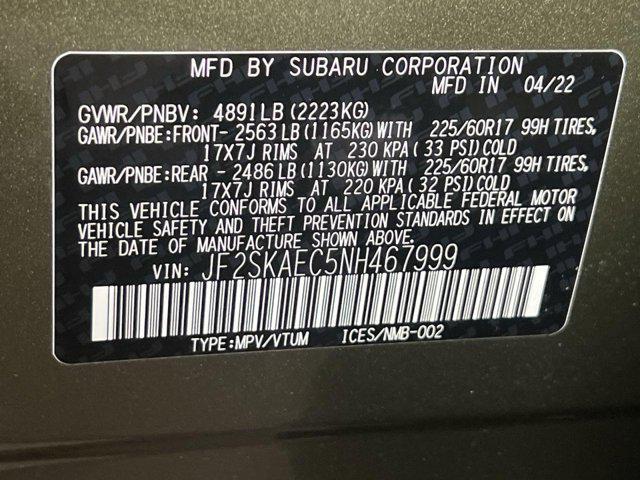 MFD BY SUBARU CORPORATION
MFD IN 04/22
GVWR/PNBV: 4891LB (2223KG)
GAWR/PNBE:FRONT- 2563 LB (1165KG) WITH 225/60R17 99H TIRES,
17X7J RIMS AT 230 KPA ( 33 PSI) COLD
GAWR/PNBE:REAR - 2486 LB (1130KG) WITH 225/60R17 99H TIRES,
17X7J RIMS AT 220 KPA ( 32 PSI) COLD
THIS VEHICLE CONFORMS TO ALL APPLICABLE FEDERAL MOTOR
VEHICLE SAFETY AND THEFT PREVENTION STANDARDS IN EFFECT ON
THE DATE OF MANUFACTURE SHOWN ABOVE.
VIN: JF2SKAEC5NH467999
TYPE:MPV/VTUM ICES/NMB-002